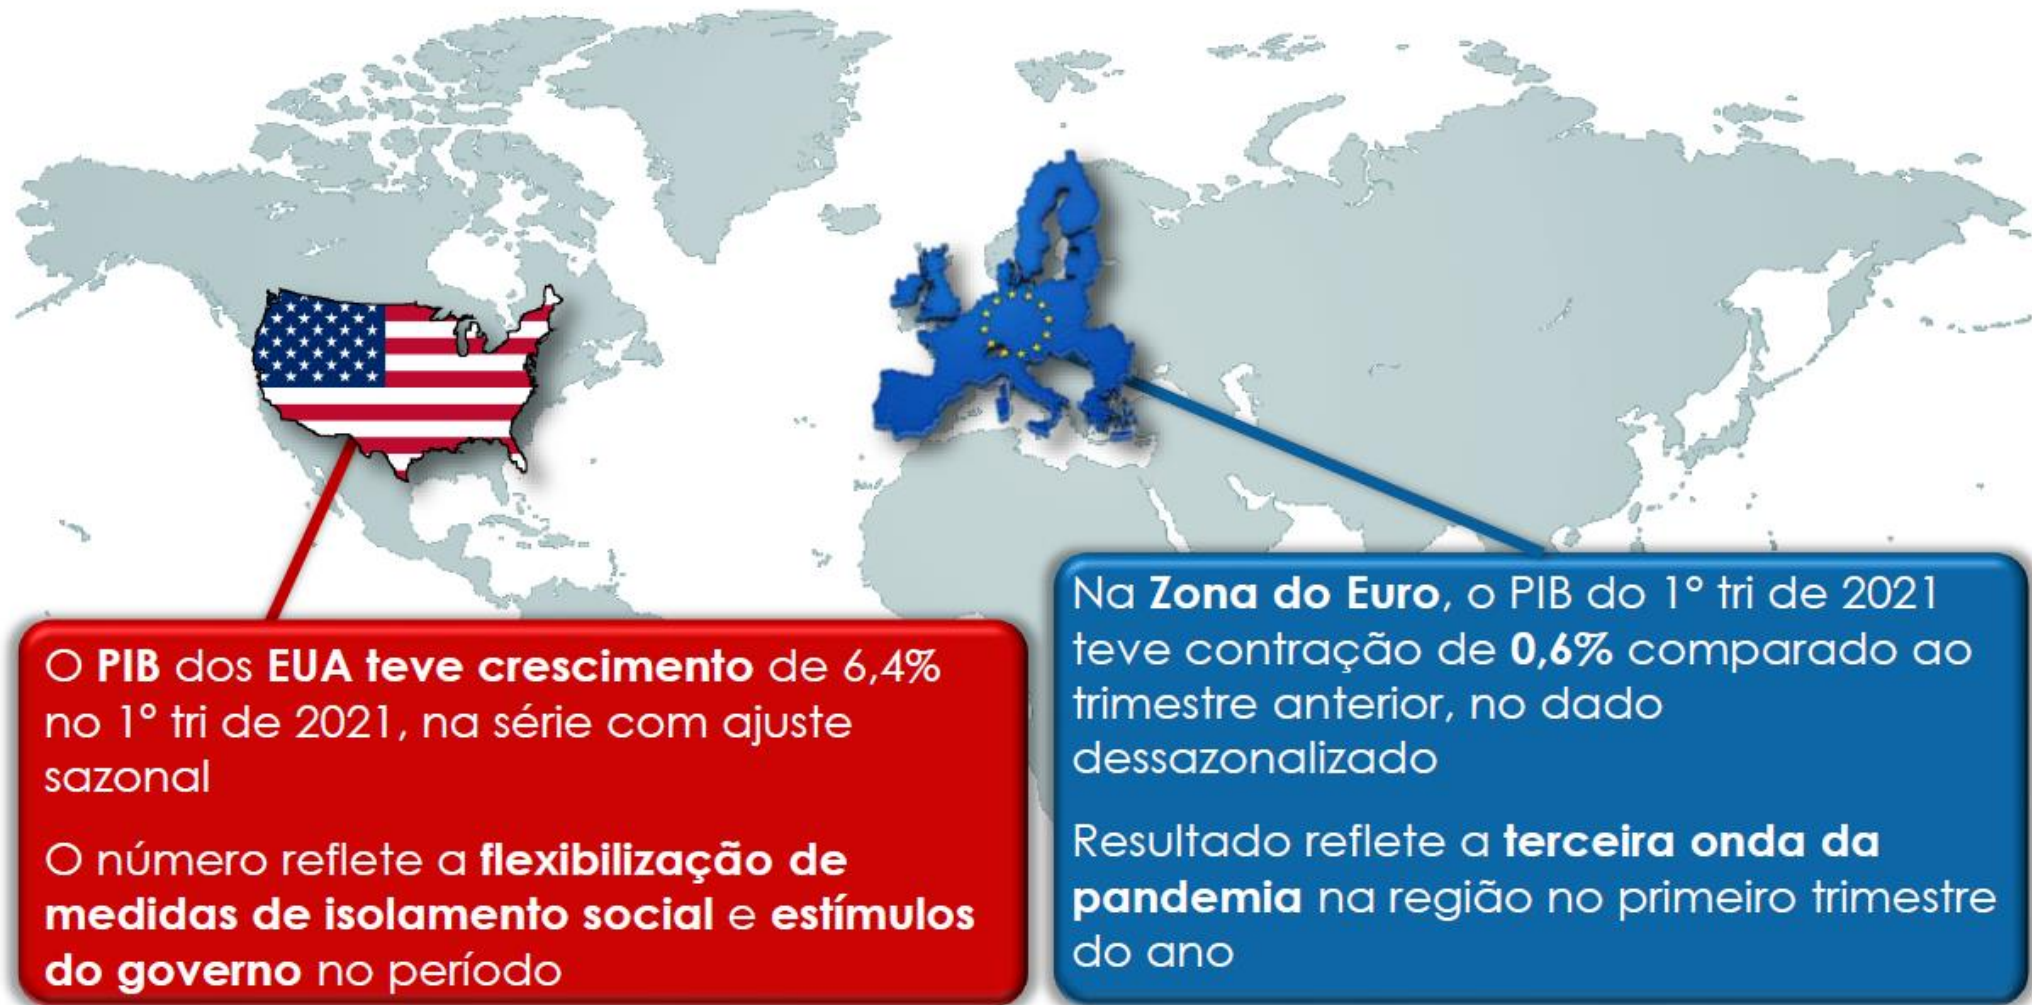 O PIB dos EUA teve crescimento de 6,4%
no 1° tri de 2021, na série com ajuste
sazonal
O número reflete a flexibilização de
medidas de isolamento social e estímulos
do governo no período
Na Zona do Euro, o PIB do 1° tri de 2021
teve contração de 0,6% comparado ao
trimestre anterior, no dado
dessazonalizado
Resultado reflete a terceira onda da
pandemia na região no primeiro trimestre
do ano